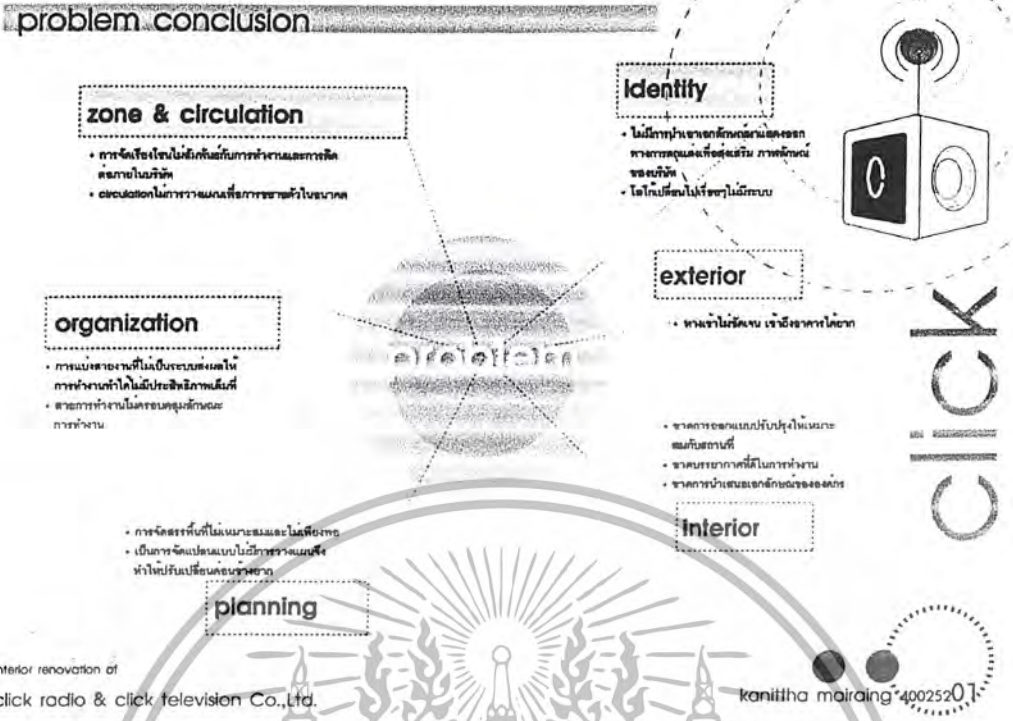 problem conclusion
zone & circulation
• การจัดเรียงโซนไม่สัมพันธ์กับการทำงานและการติด
ต่อภายในบริษัท
• circulationไม่การวางแผนเพื่อการขยายตัวในอนาคต
identity
• ไม่มีการนำเอาเอกลักษณ์มาแสดงออก
ทางการตกแต่งเพื่อส่งเสริม ภาพลักษณ์
ของบริษัท
• โลโก้เปลี่ยนไปเรื่อยๆไม่มีระบบ
C
exterior
• ทางเข้าไม่ชัดเจน เข้าถึงอาคารได้ยาก
organization
• การแบ่งสายงานที่ไม่เป็นระบบส่งผลให้
การทำงานทำได้ไม่มีประสิทธิภาพเต็มที่
• สายการทำงานไม่ครอบคลุมลักษณะ
การทำงาน
problem
click
• ขาดการออกแบบปรับปรุงให้เหมาะ
สมกับสถานที่
• ขาดบรรยากาศที่ดีในการทำงาน
• ขาดการนำเสนอเอกลักษณ์ขององค์กร
interior
• การจัดสรรพื้นที่ไม่เหมาะสมและไม่เพียงพอ
• เป็นการจัดแปลนแบบไม่มีการวางแผนจึง
ทำให้ปรับเปลี่ยนค่อนข้างยาก
planning
interior renovation of
click radio & click television Co.,Ltd.
kanittha mairaing 400252 01